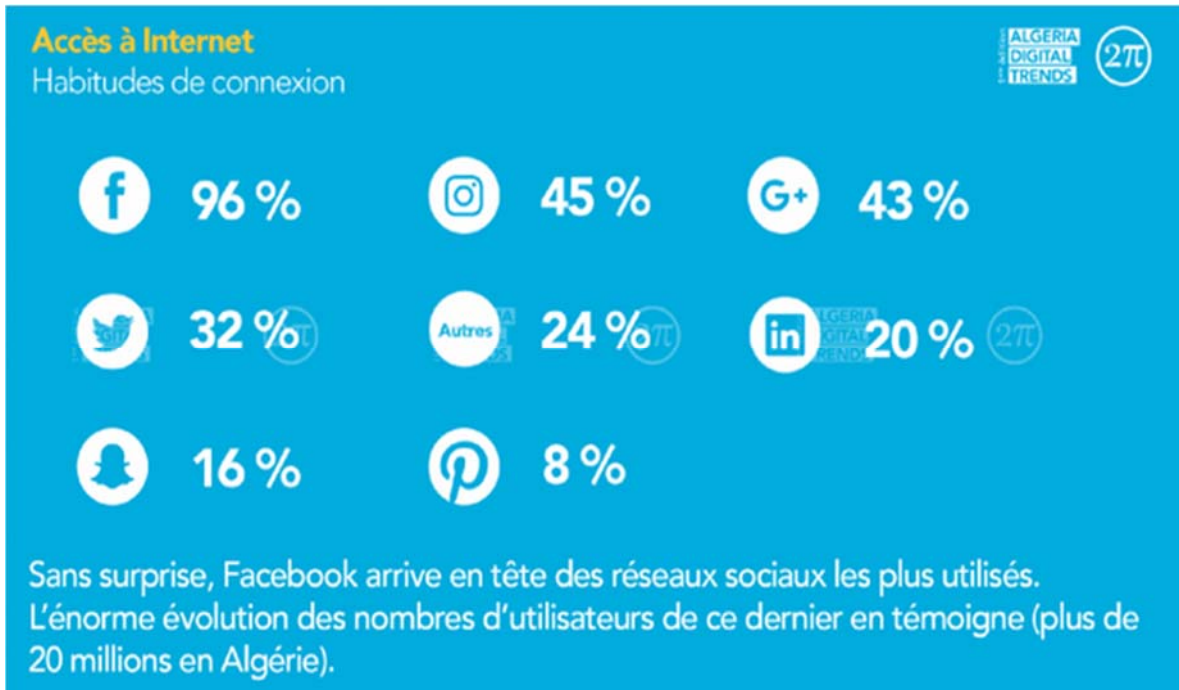 Accès à Internet
Habitudes de connexion
ALGERIA
DIGITAL
TRENDS
2π
f 96 %
45 %
G+ 43 %
32 %
Autres 24 %
in 20 %
16 %
8 %
Sans surprise, Facebook arrive en tête des réseaux sociaux les plus utilisés.
L'énorme évolution des nombres d'utilisateurs de ce dernier en témoigne (plus de
20 millions en Algérie).